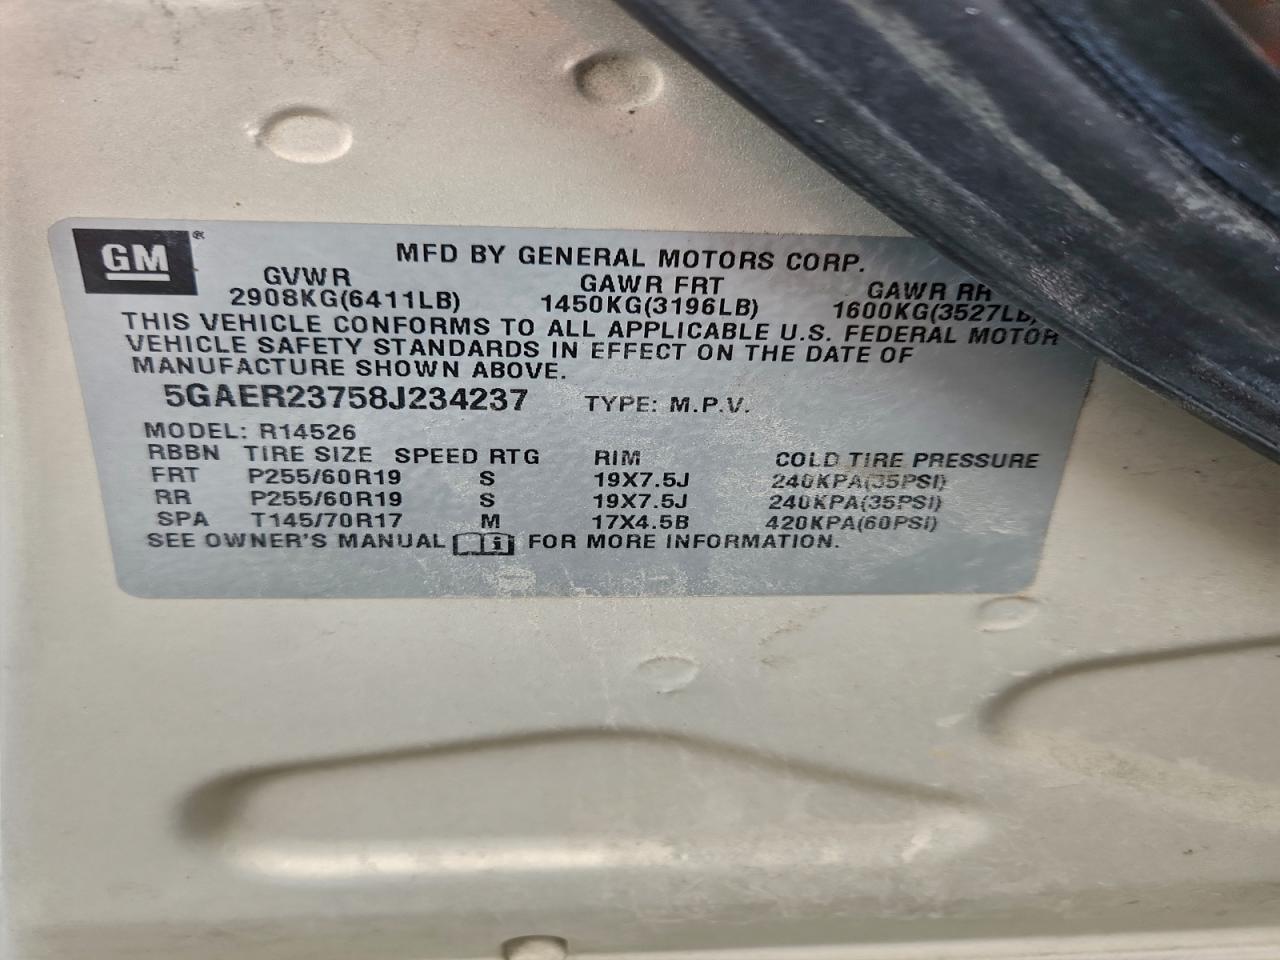 GM®
MFD BY GENERAL MOTORS CORP.
GVWR GAWR FRT GAWR RR
2908KG(6411LB) 1450KG(3196LB) 1600KG(3527LB)
THIS VEHICLE CONFORMS TO ALL APPLICABLE U.S. FEDERAL MOTOR
VEHICLE SAFETY STANDARDS IN EFFECT ON THE DATE OF
MANUFACTURE SHOWN ABOVE.
5GAER23758J234237 TYPE: M.P.V.
MODEL: R14526
RBBN TIRE SIZE SPEED RTG RIM COLD TIRE PRESSURE
FRT P255/60R19 S 19X7.5J 240KPA(35PSI)
RR P255/60R19 S 19X7.5J 240KPA(35PSI)
SPA T145/70R17 M 17X4.5B 420KPA(60PSI)
SEE OWNER'S MANUAL i FOR MORE INFORMATION.